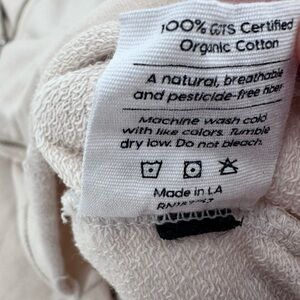 100% GOTS Certified
Organic Cotton
A natural, breathable
and pesticide-free fiber
Machine wash cold
with like colors. Tumble
dry low. Do not bleach.
Made in LA